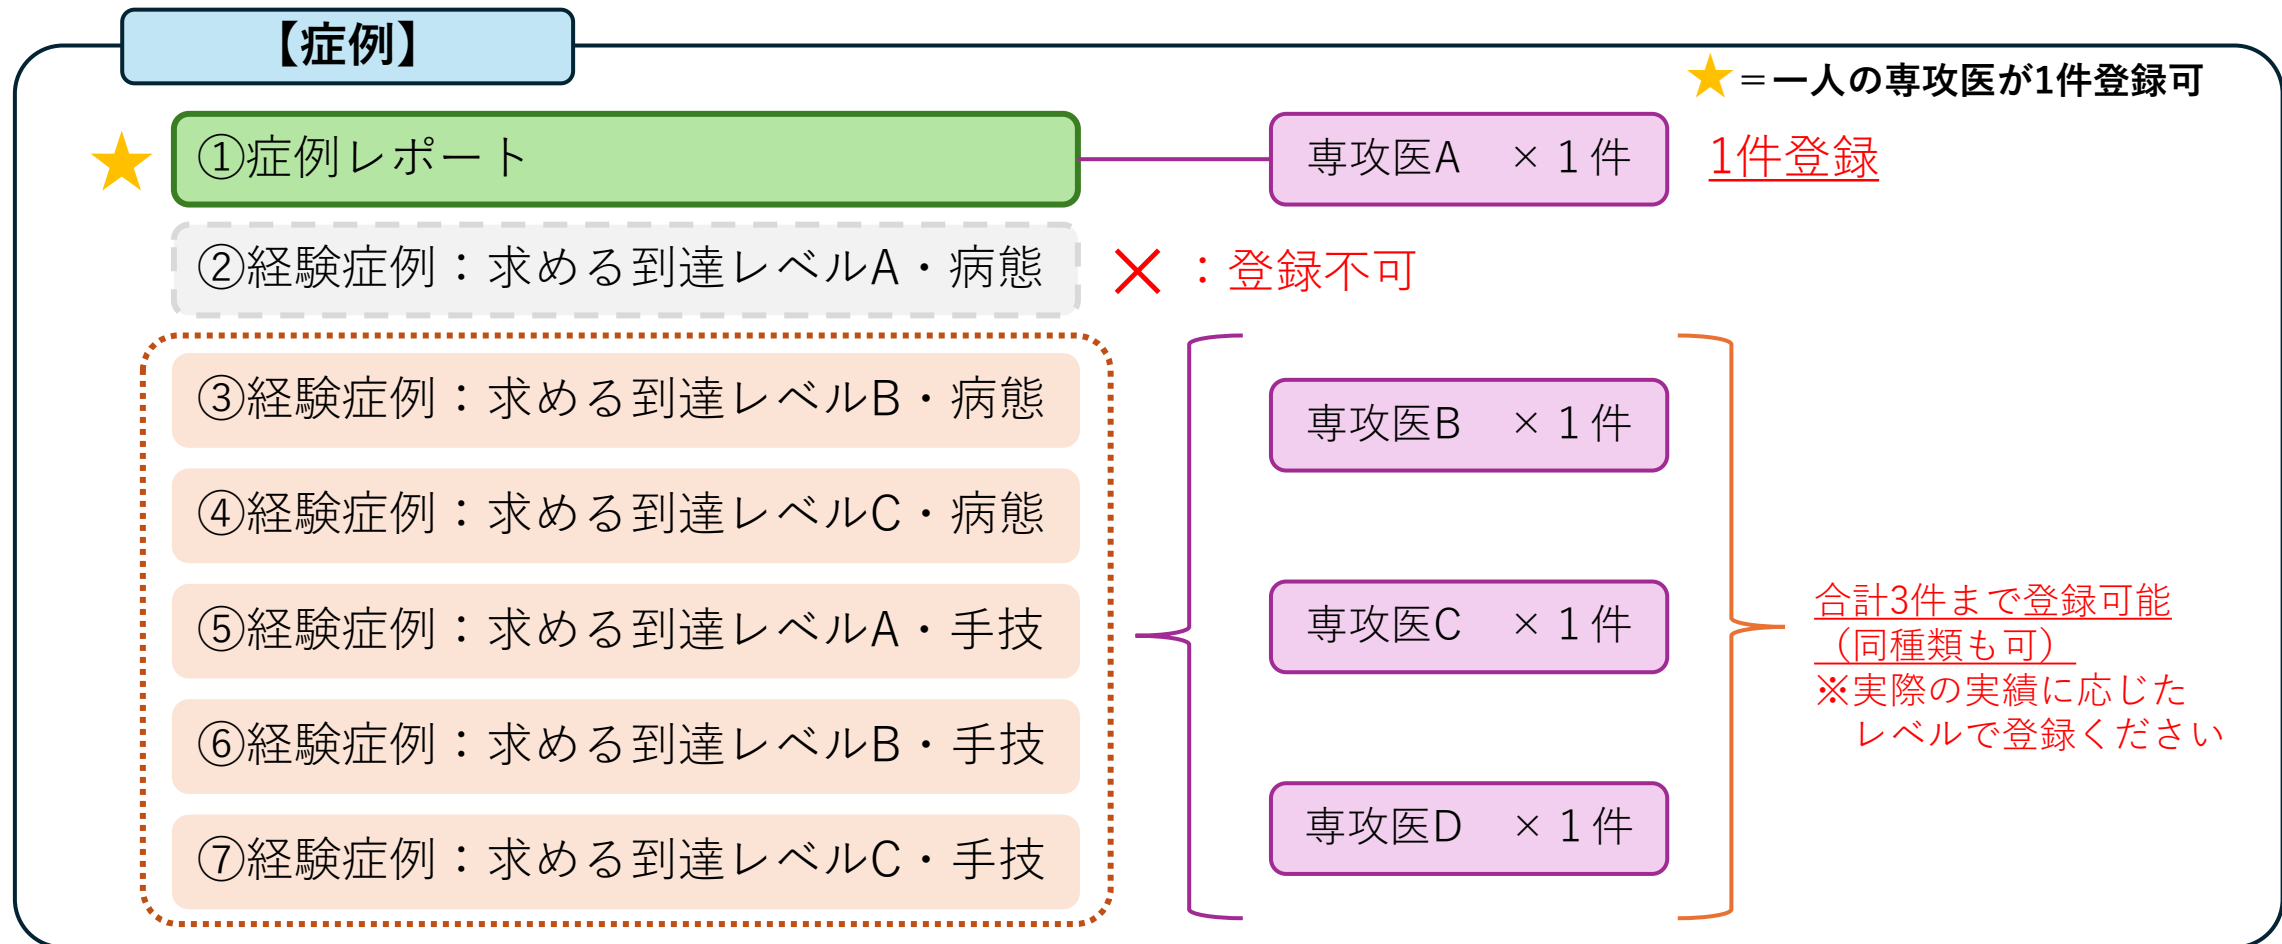 【症例】
★＝一人の専攻医が1件登録可
★ ①症例レポート 専攻医A ×１件 1件登録
②経験症例：求める到達レベルA・病態 ×：登録不可
③経験症例：求める到達レベルB・病態
専攻医B ×１件
④経験症例：求める到達レベルC・病態
⑤経験症例：求める到達レベルA・手技
専攻医C ×１件
合計3件まで登録可能
（同種類も可）
※実際の実績に応じた
レベルで登録ください
⑥経験症例：求める到達レベルB・手技
専攻医D ×１件
⑦経験症例：求める到達レベルC・手技